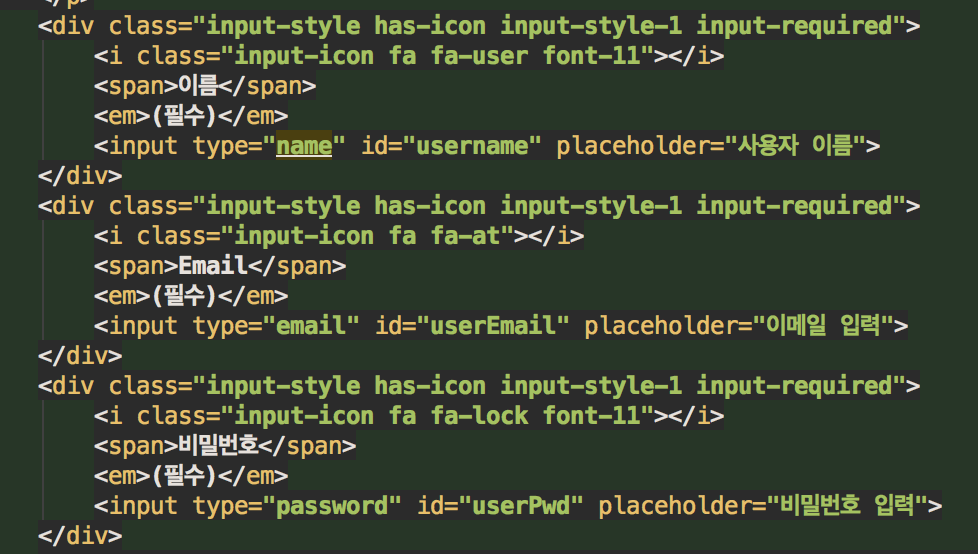 </p>
<div class="input-style has-icon input-style-1 input-required">
<i class="input-icon fa fa-user font-11"></i>
<span>이름</span>
<em>(필수)</em>
<input type="name" id="username" placeholder="사용자 이름">
</div>
<div class="input-style has-icon input-style-1 input-required">
<i class="input-icon fa fa-at"></i>
<span>Email</span>
<em>(필수)</em>
<input type="email" id="userEmail" placeholder="이메일 입력">
</div>
<div class="input-style has-icon input-style-1 input-required">
<i class="input-icon fa fa-lock font-11"></i>
<span>비밀번호</span>
<em>(필수)</em>
<input type="password" id="userPwd" placeholder="비밀번호 입력">
</div>